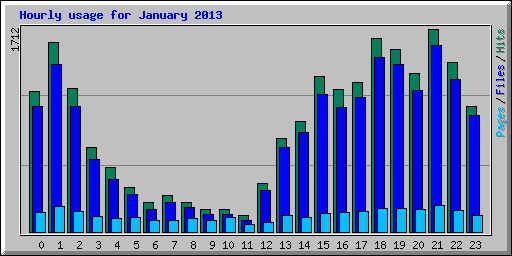 Hourly usage for January 2013
1712
Pages / Files / Hits
0 1 2 3 4 5 6 7 8 9 10 11 12 13 14 15 16 17 18 19 20 21 22 23